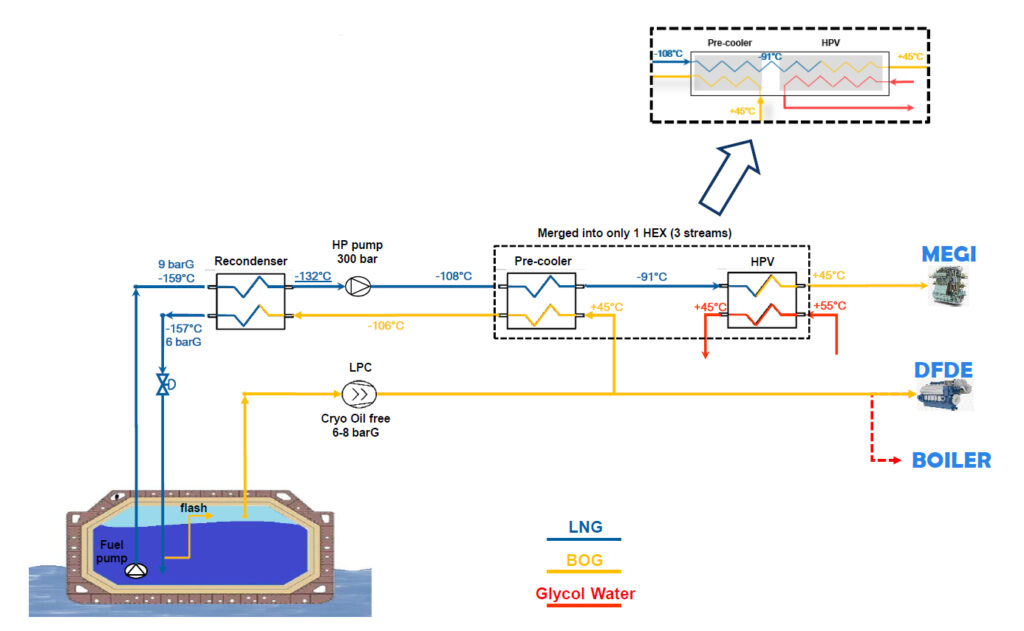 Pre-cooler
HPV
-108°C
-91°C
+45°C
+45°C
Merged into only 1 HEX (3 streams)
HP pump
300 bar
9 barG
-159°C
Recondenser
-132°C
-108°C
Pre-cooler
-91°C
HPV
+45°C
MEGI
-157°C
6 barG
-106°C
+45°C
+45°C
+55°C
LPC
Cryo Oil free
6-8 barG
DFDE
BOILER
flash
Fuel
pump
LNG
BOG
Glycol Water